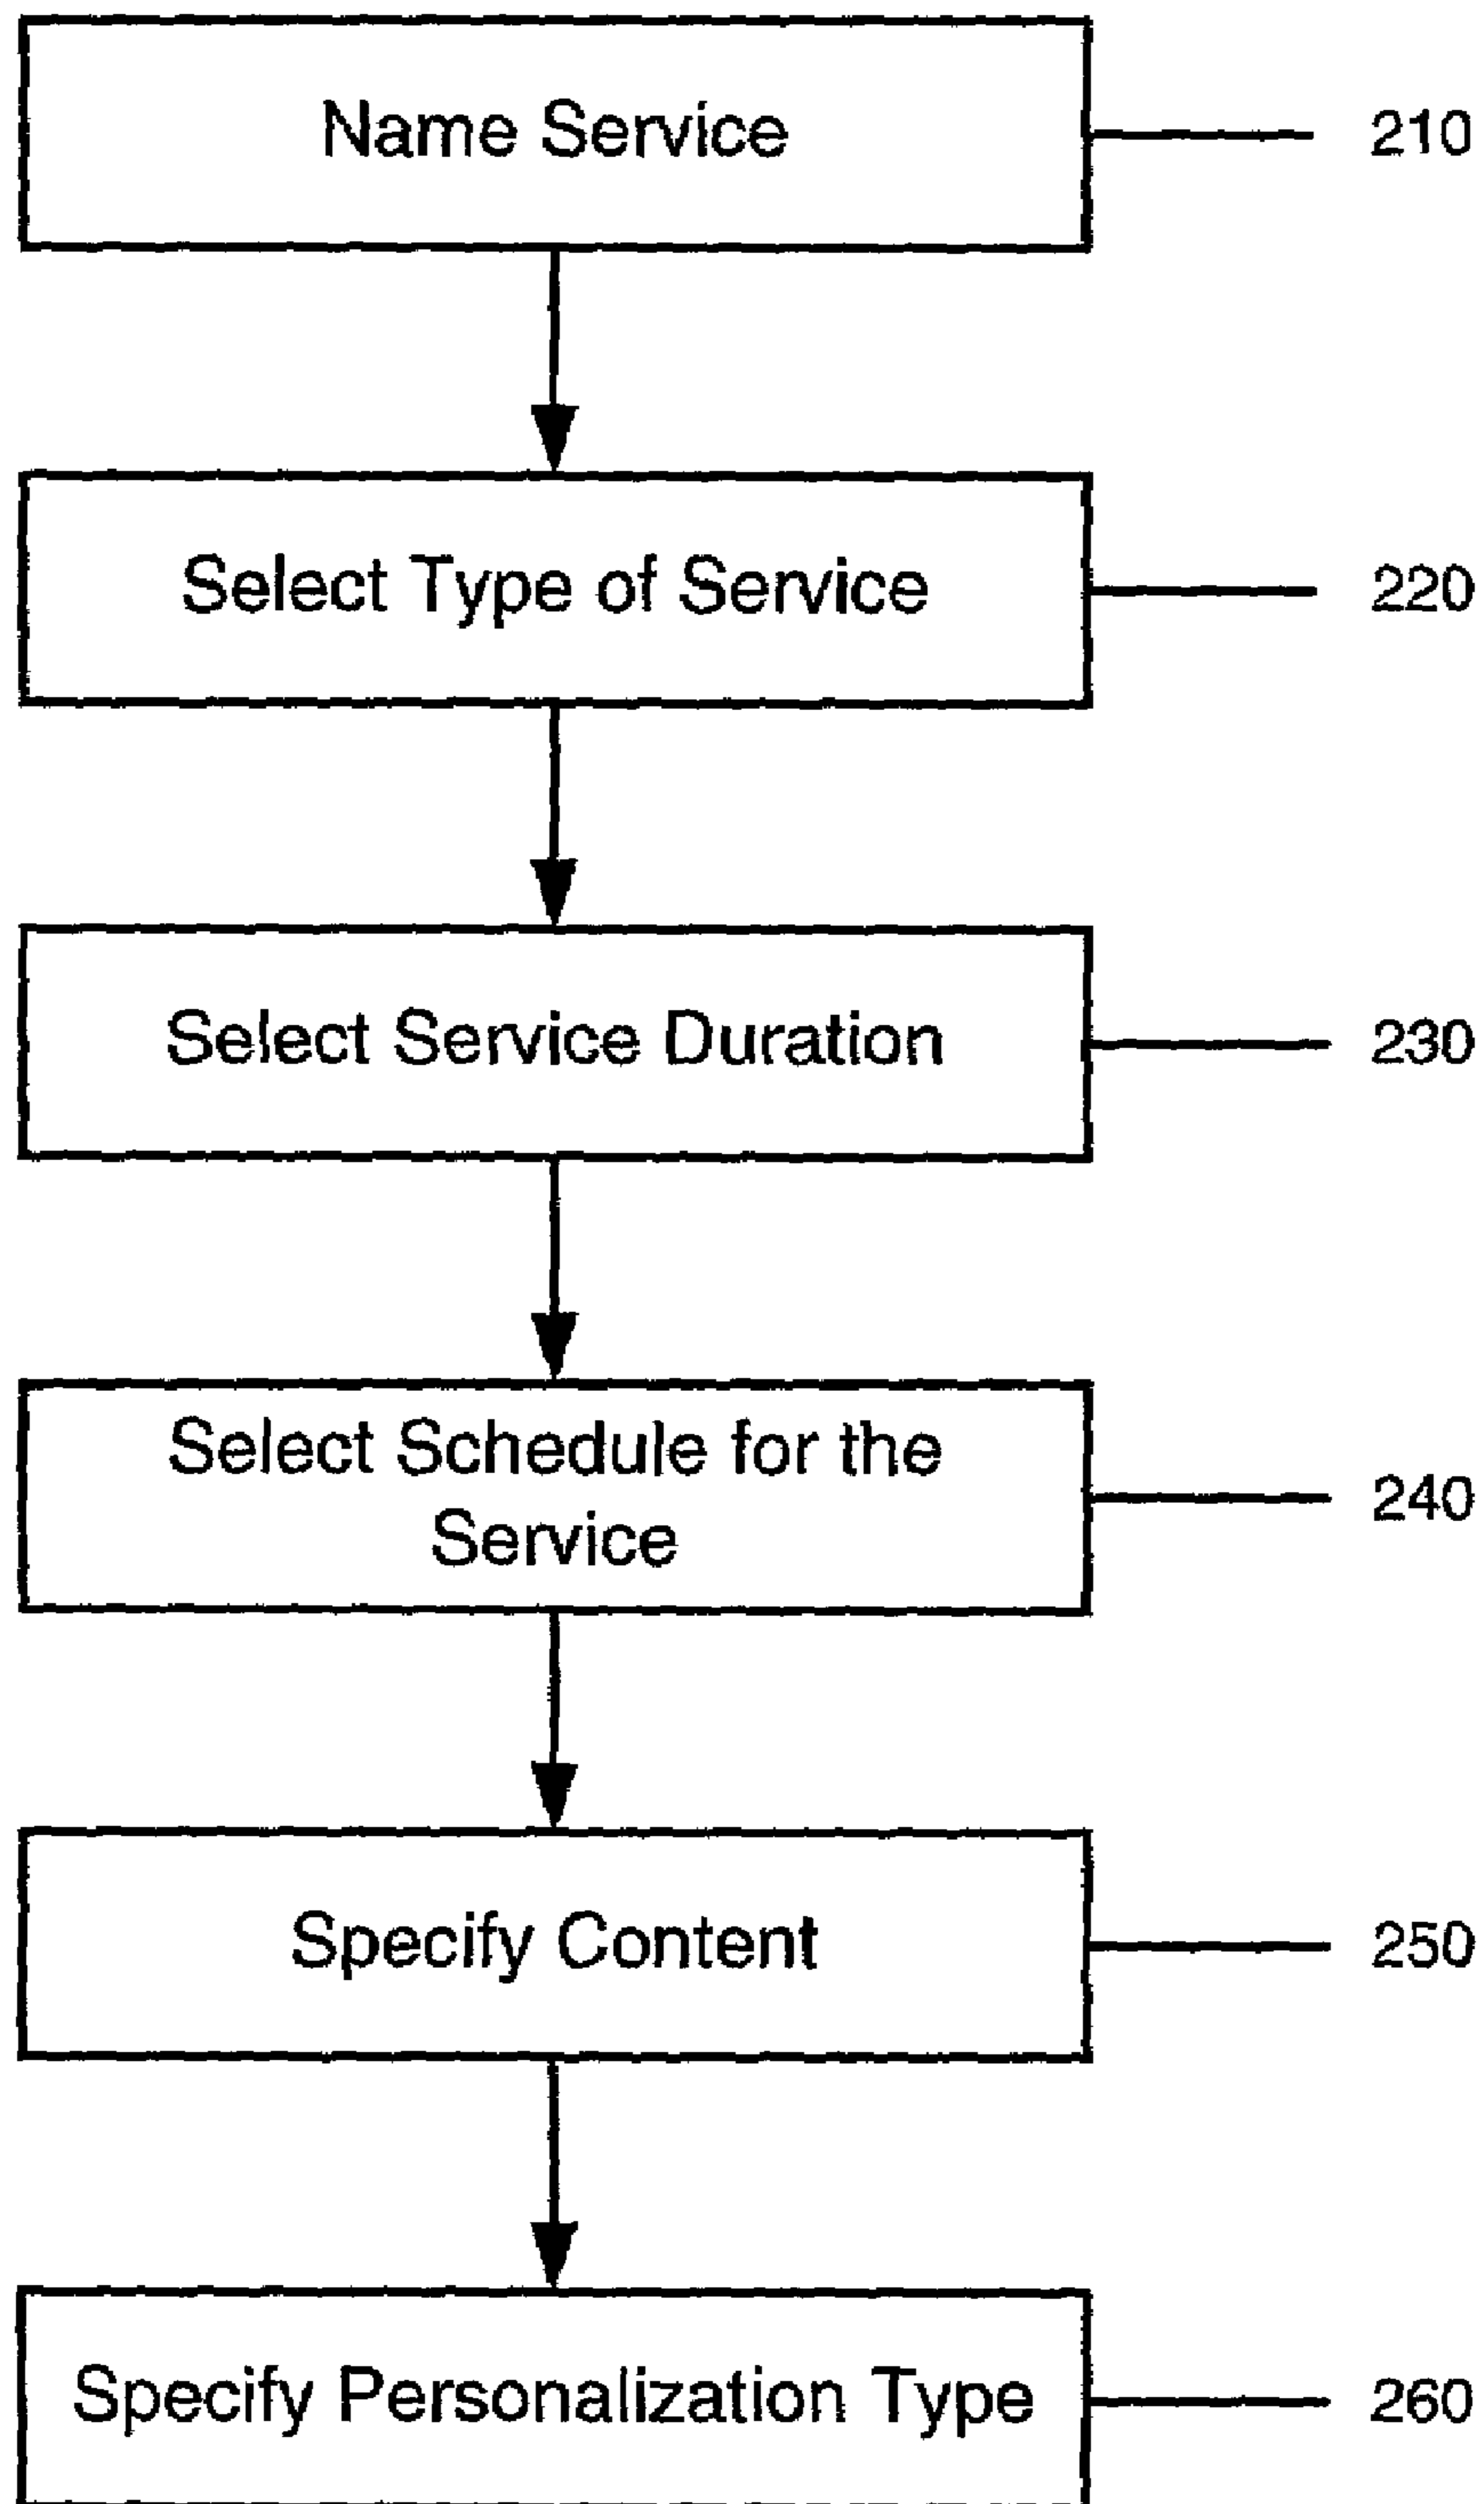 Name Service
210
Select Type of Service
220
Select Service Duration
230
Select Schedule for the
Service
240
Specify Content
250
Specify Personalization Type
260